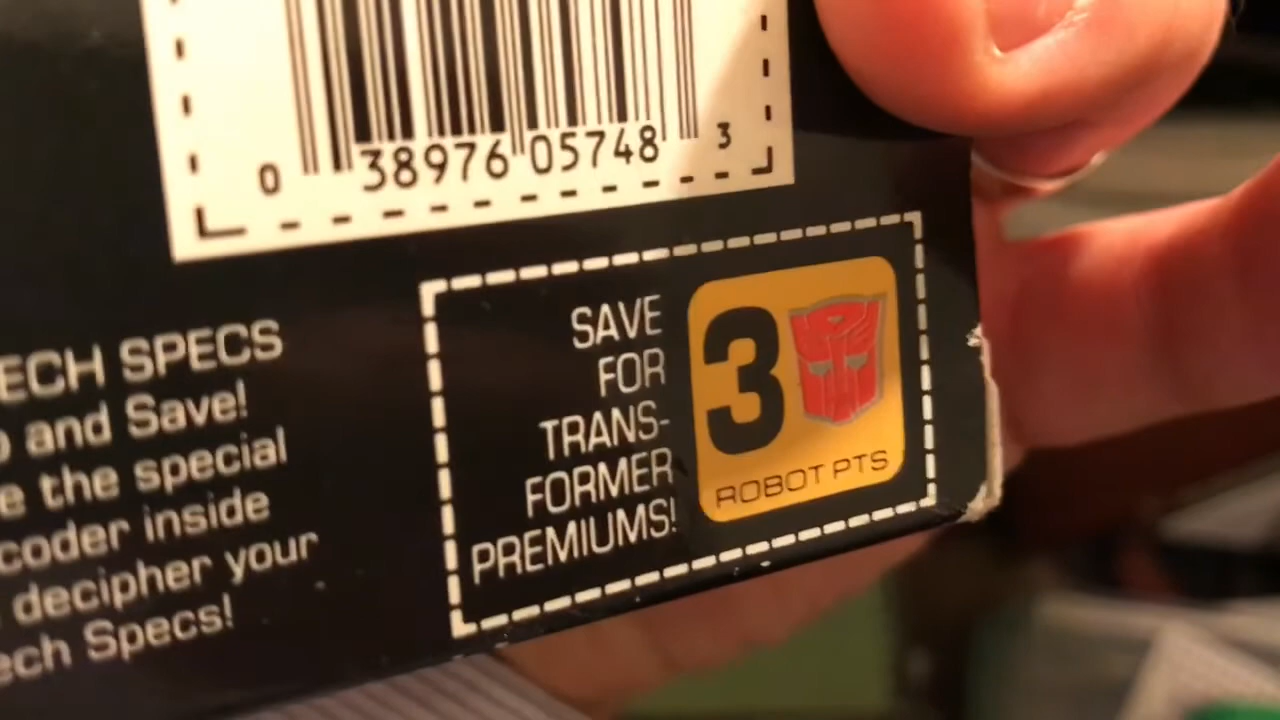 0 38976 05748 3
ECH SPECS
and Save!
e the special
coder inside
decipher your
ech Specs!
SAVE
FOR
TRANS-
FORMER
PREMIUMS!
3
ROBOT PTS